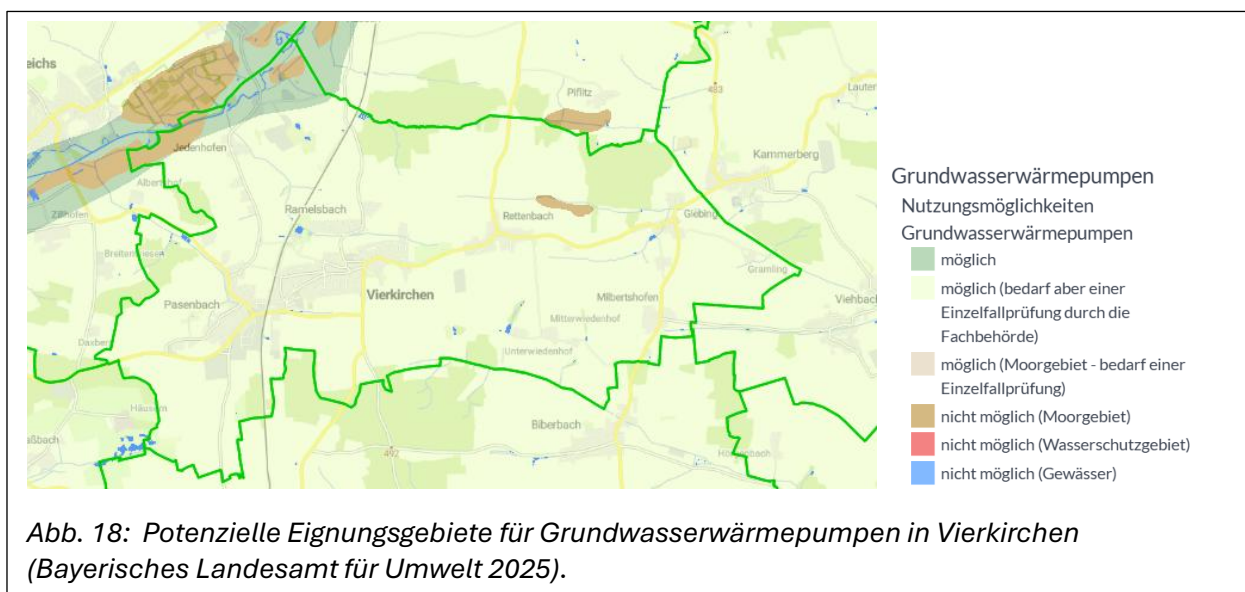 eichs
Piflitz
483
Lauter
Jedenhofen
Kammerberg
Albertshof
Ramelsbach
Zillhofen
Rettenbach
Giebing
Breitenwiesen
Gramling
Vierkirchen
Milbertshofen
Pasenbach
Viehbach
Mitterwiedenhof
Daxberg
Unterwiedenhof
Häusern
Biberbach
aßbach
492
Grundwasserwärmepumpen
Nutzungsmöglichkeiten
Grundwasserwärmepumpen
möglich
möglich (bedarf aber einer
Einzelfallprüfung durch die
Fachbehörde)
möglich (Moorgebiet - bedarf einer
Einzelfallprüfung)
nicht möglich (Moorgebiet)
nicht möglich (Wasserschutzgebiet)
nicht möglich (Gewässer)
Abb. 18: Potenzielle Eignungsgebiete für Grundwasserwärmepumpen in Vierkirchen
(Bayerisches Landesamt für Umwelt 2025).